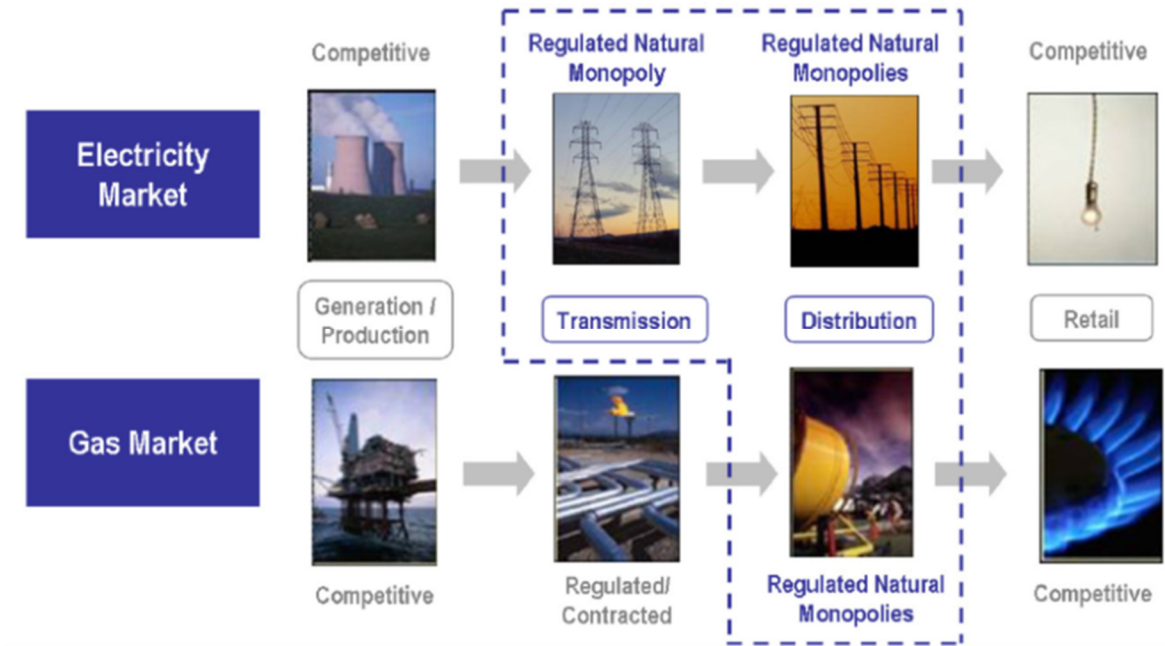 Competitive
Regulated Natural
Monopoly
Regulated Natural
Monopolies
Competitive
Electricity
Market
Generation /
Production
Transmission
Distribution
Retail
Gas Market
Competitive
Regulated/
Contracted
Regulated Natural
Monopolies
Competitive